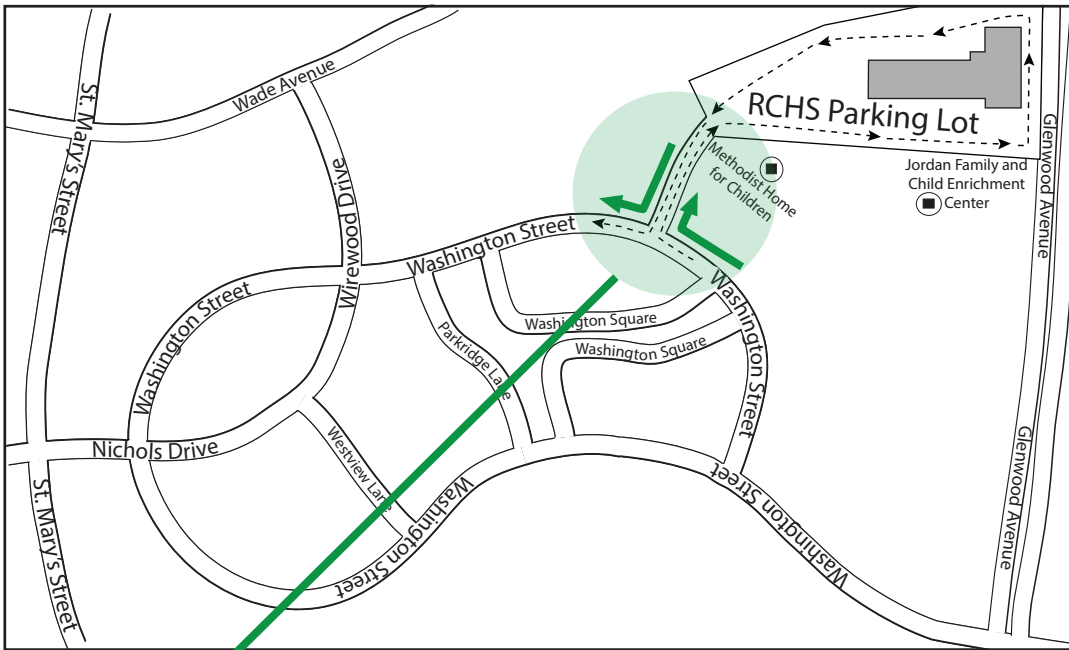 Wade Avenue
St. Mary's Street
Wirewood Drive
RCHS Parking Lot
Glenwood Avenue
Methodist Home
for Children
Jordan Family and
Child Enrichment
Center
Washington Street
Washington Street
Washington Street
Washington Square
Washington Square
Parkridge Lane
Nichols Drive
Westview Lane
Washington Street
Washington Street
Washington Street
Washington
Glenwood Avenue
St. Mary's Street